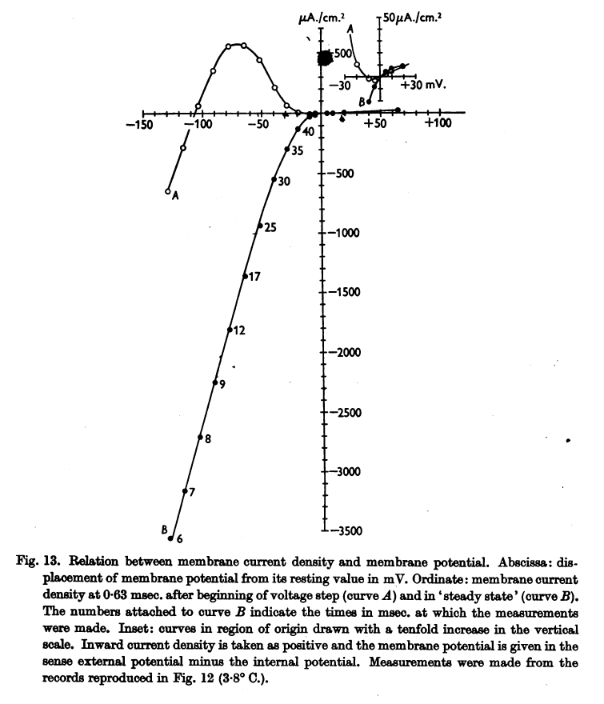 μA./cm.²
50μA./cm.²
A
500
-30
+30 mV.
B
-150
-100
-50
+50
+100
40
A
35
-500
30
25
-1000
17
-1500
12
-2000
9
-2500
8
-3000
7
B
6
-3500
Fig. 13. Relation between membrane current density and membrane potential. Abscissa: dis-
placement of membrane potential from its resting value in mV. Ordinate: membrane current
density at 0·63 msec. after beginning of voltage step (curve A) and in ‘steady state’ (curve B).
The numbers attached to curve B indicate the times in msec. at which the measurements
were made. Inset: curves in region of origin drawn with a tenfold increase in the vertical
scale. Inward current density is taken as positive and the membrane potential is given in the
sense external potential minus the internal potential. Measurements were made from the
records reproduced in Fig. 12 (3·8° C.).